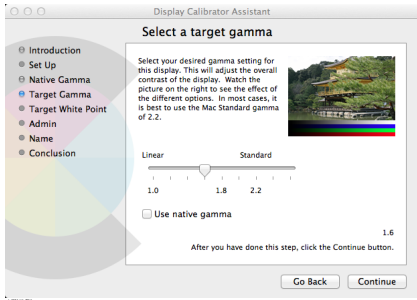 Display Calibrator Assistant
Select a target gamma
Introduction
Set Up
Native Gamma
Target Gamma
Target White Point
Admin
Name
Conclusion
Select your desired gamma setting for
this display. This will adjust the overall
contrast of the display. Watch the
picture on the right to see the effect of
the different options. In most cases, it
is best to use the Mac Standard gamma
of 2.2.
Linear Standard
1.0 1.8 2.2
Use native gamma
1.6
After you have done this step, click the Continue button.
Go Back Continue